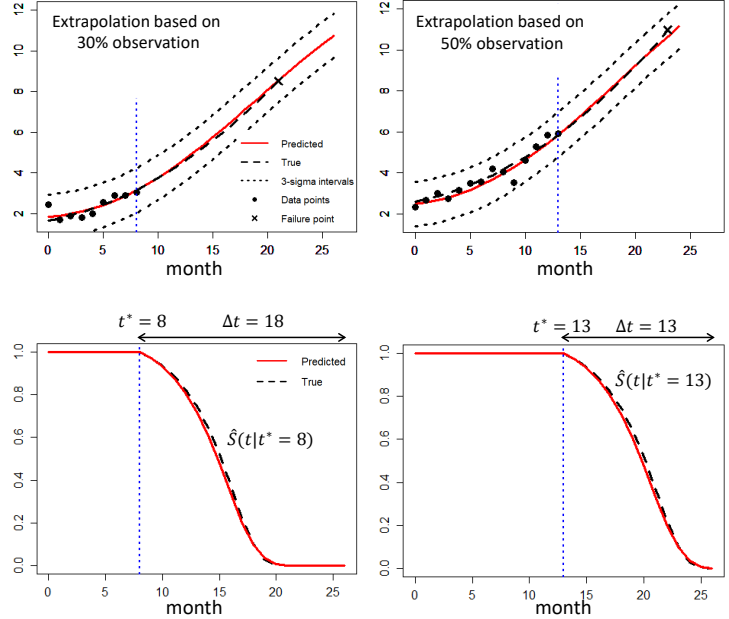 Extrapolation based on
30% observation
12
10
8
6
4
2
Predicted
True
3-sigma intervals
Data points
Failure point
0 5 10 15 20 25
month
Extrapolation based on
50% observation
12
10
8
6
4
2
0 5 10 15 20 25
month
t* = 8 Δt = 18
1.0
0.8
0.6
0.4
0.2
0.0
Predicted
True
Ŝ(t|t* = 8)
0 5 10 15 20 25
month
t* = 13 Δt = 13
1.0
0.8
0.6
0.4
0.2
0.0
Ŝ(t|t* = 13)
0 5 10 15 20 25
month